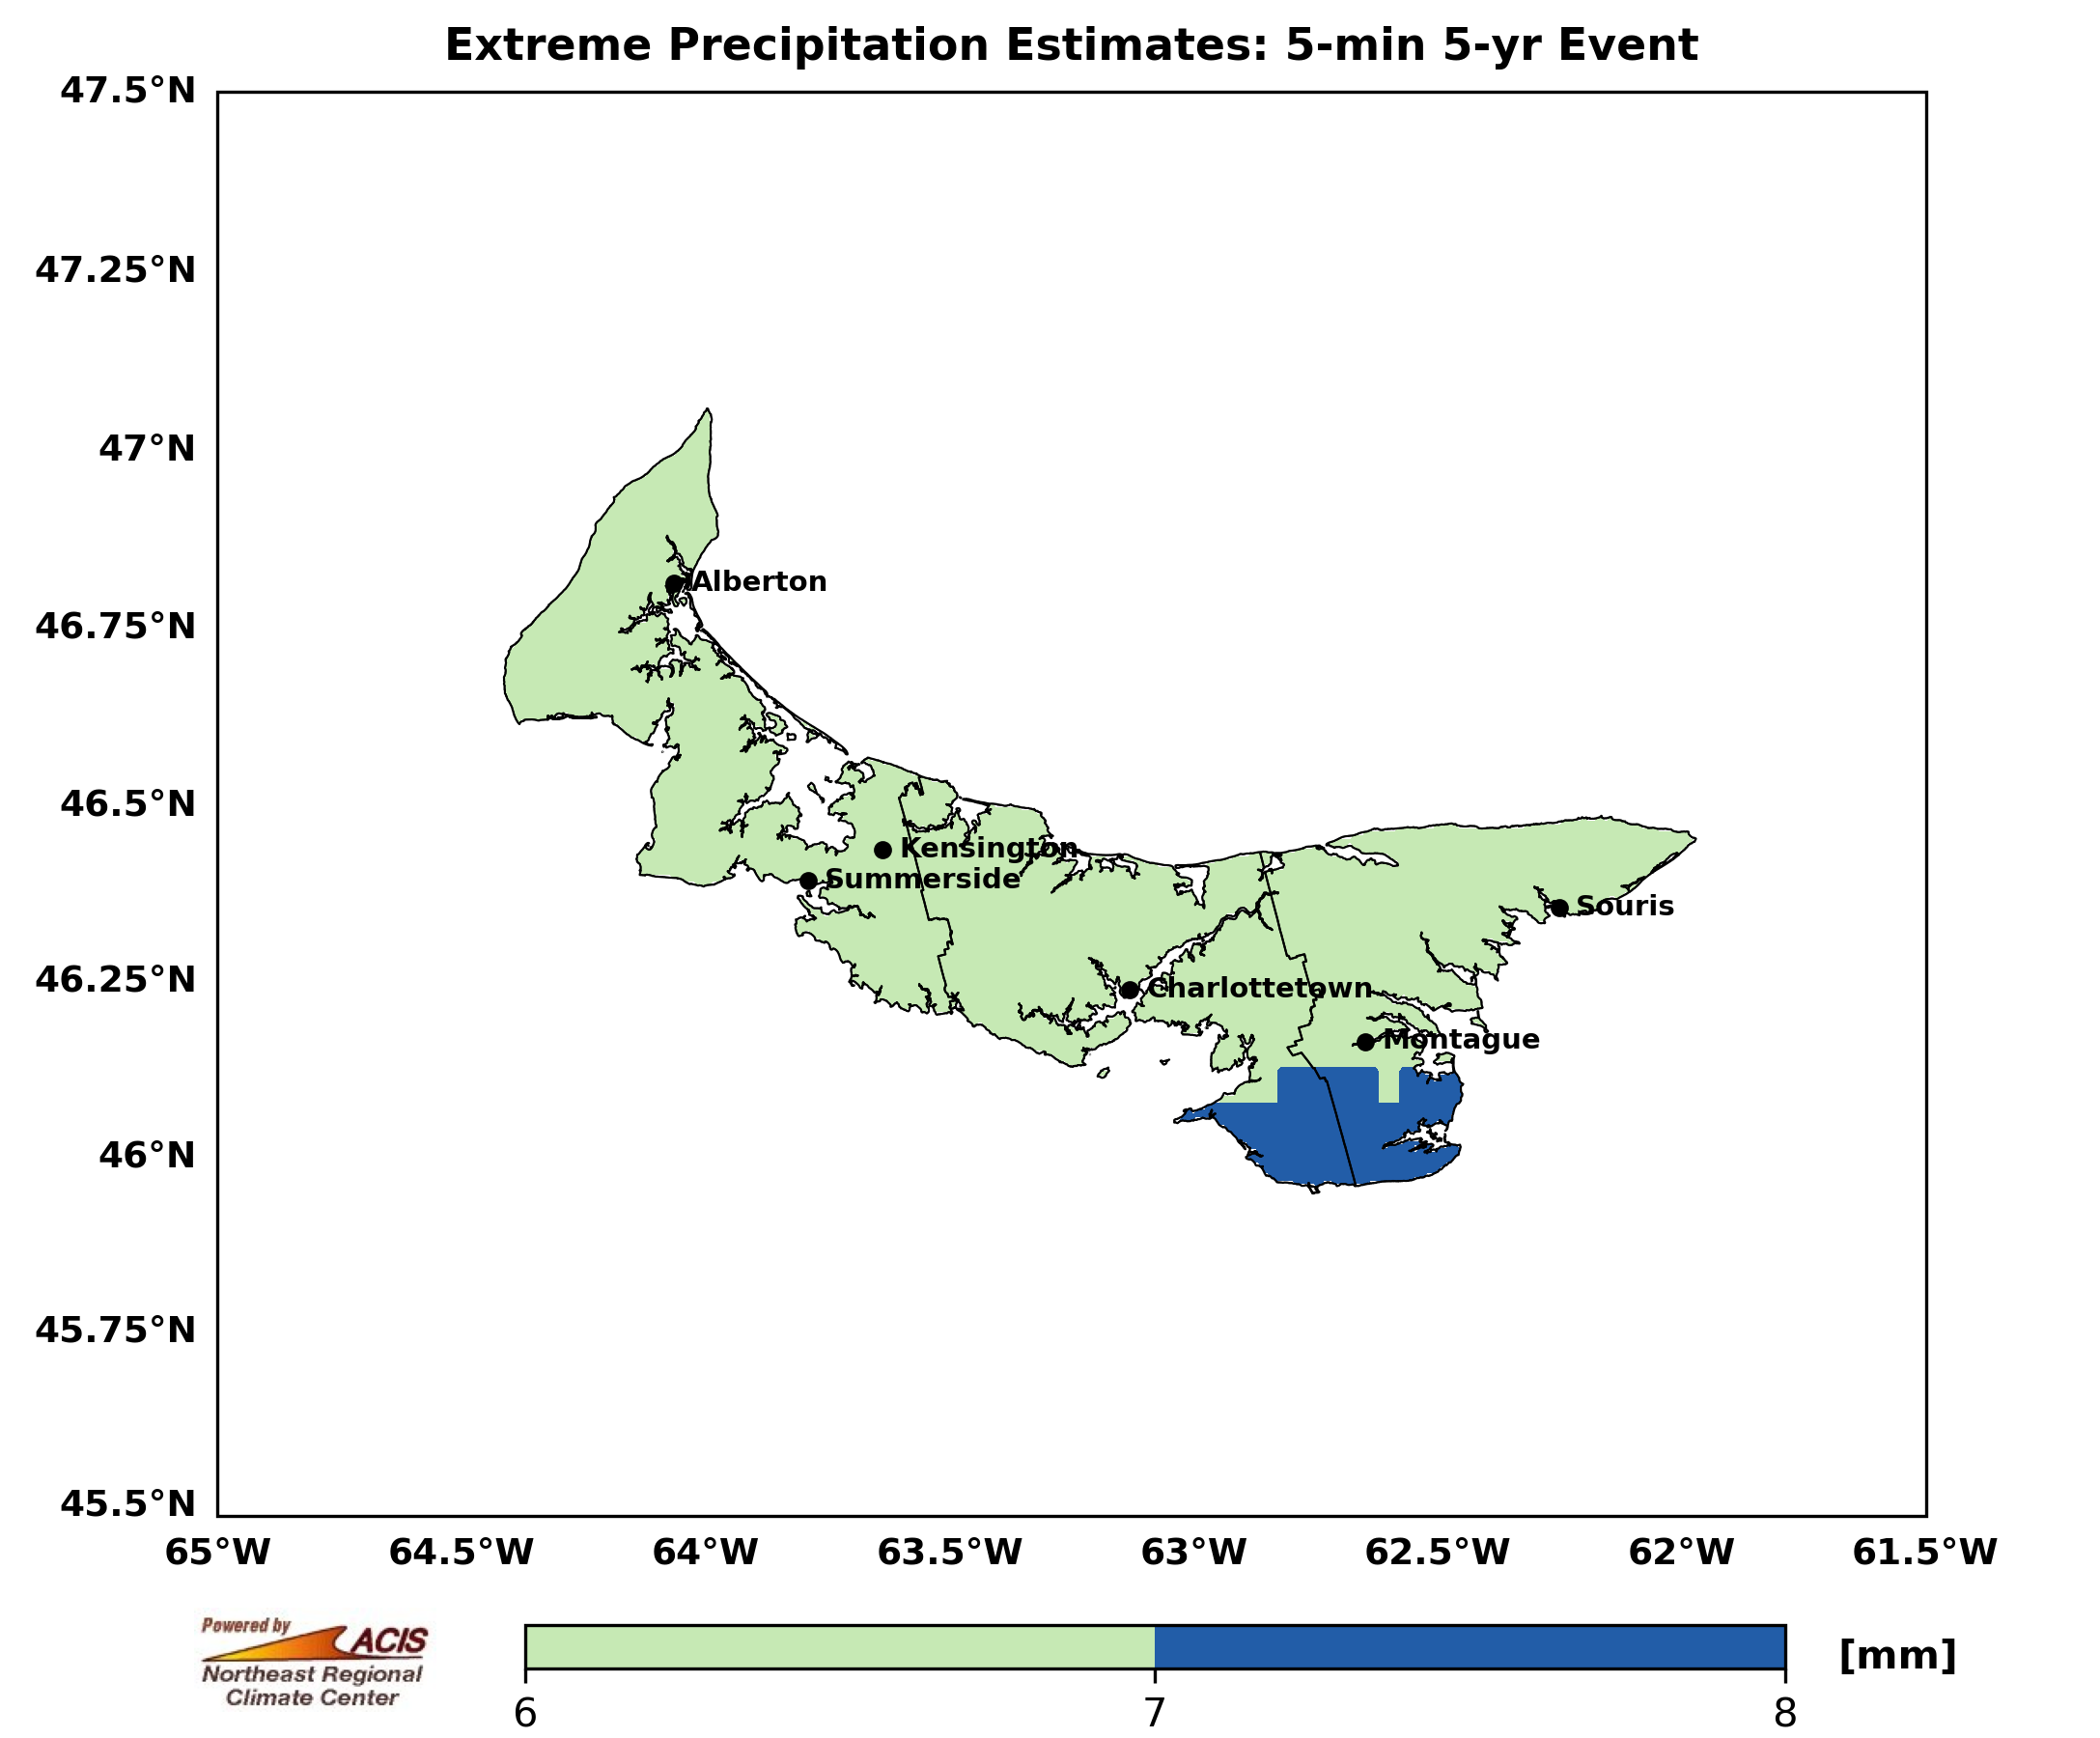 Extreme Precipitation Estimates: 5-min 5-yr Event
47.5°N
47.25°N
47°N
46.75°N
46.5°N
46.25°N
46°N
45.75°N
45.5°N
Alberton
Kensington
Summerside
Souris
Charlottetown
Montague
65°W 64.5°W 64°W 63.5°W 63°W 62.5°W 62°W 61.5°W
Powered by
ACIS
Northeast Regional
Climate Center
[mm]
6 7 8